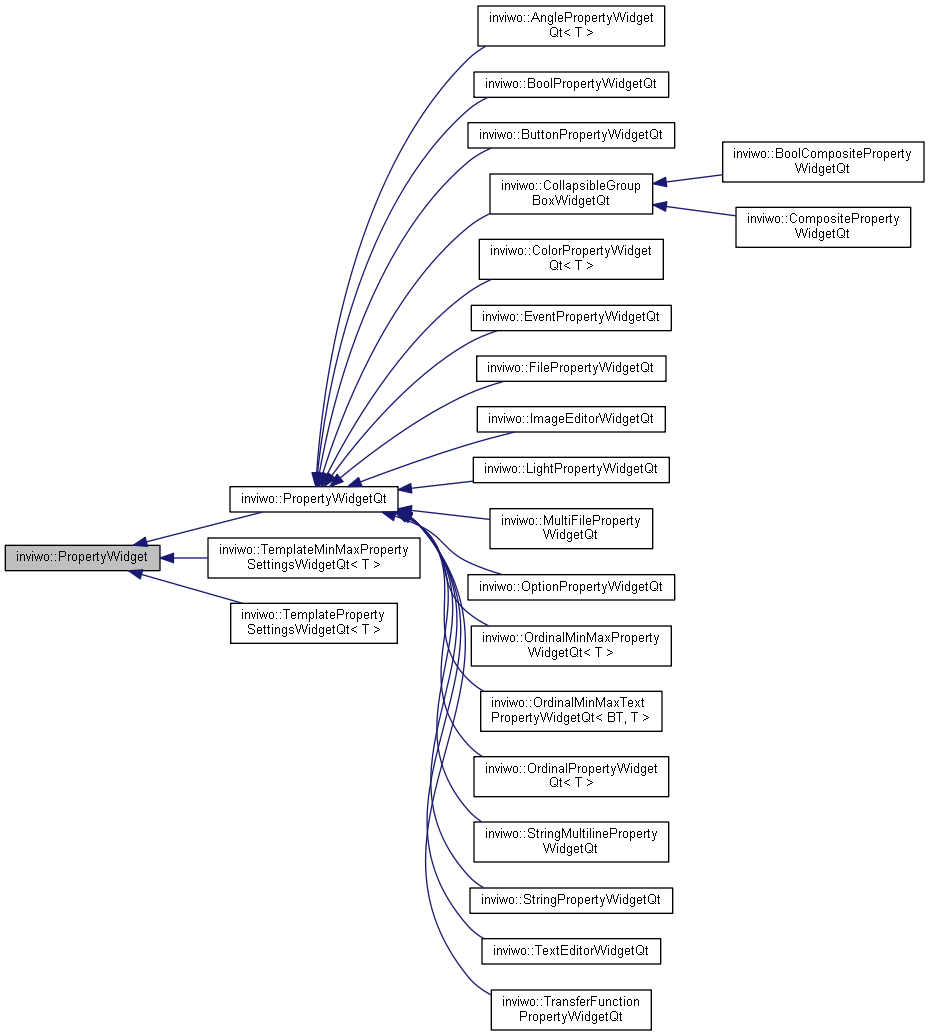 inviwo::PropertyWidget
inviwo::PropertyWidgetQt
inviwo::TemplateMinMaxProperty
SettingsWidgetQt< T >
inviwo::TemplateProperty
SettingsWidgetQt< T >
inviwo::AnglePropertyWidget
Qt< T >
inviwo::BoolPropertyWidgetQt
inviwo::ButtonPropertyWidgetQt
inviwo::CollapsibleGroup
BoxWidgetQt
inviwo::ColorPropertyWidget
Qt< T >
inviwo::EventPropertyWidgetQt
inviwo::FilePropertyWidgetQt
inviwo::ImageEditorWidgetQt
inviwo::LightPropertyWidgetQt
inviwo::MultiFileProperty
WidgetQt
inviwo::OptionPropertyWidgetQt
inviwo::OrdinalMinMaxProperty
WidgetQt< T >
inviwo::OrdinalMinMaxText
PropertyWidgetQt< BT, T >
inviwo::OrdinalPropertyWidget
Qt< T >
inviwo::StringMultilineProperty
WidgetQt
inviwo::StringPropertyWidgetQt
inviwo::TextEditorWidgetQt
inviwo::TransferFunction
PropertyWidgetQt
inviwo::BoolCompositeProperty
WidgetQt
inviwo::CompositeProperty
WidgetQt